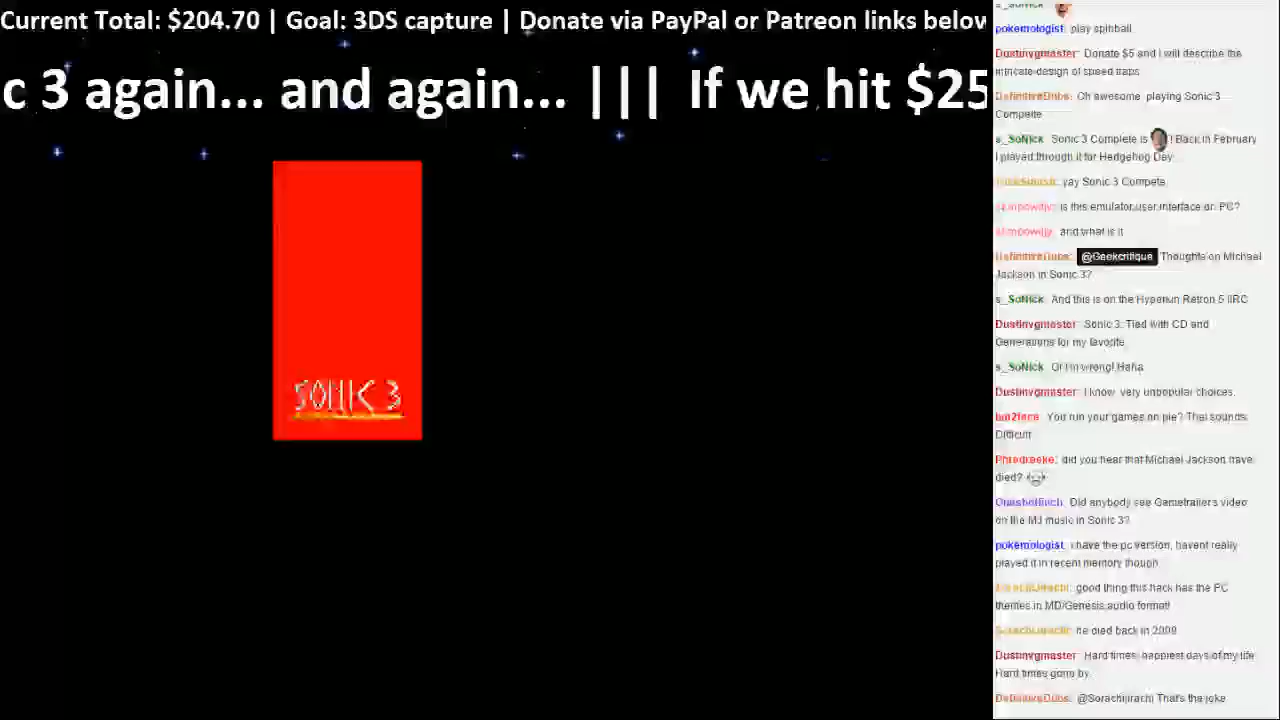 Current Total: $204.70 | Goal: 3DS capture | Donate via PayPal or Patreon links below
c 3 again... and again... ||| If we hit $25
SONIC 3
pokemologist: play spinball
Dustinvgmaster: Donate $5 and I will describe the
intricate design of speed traps
DefinitiveDubs: Oh awesome, playing Sonic 3
Complete
s_SoNick: Sonic 3 Complete is ! Back in February
I played through it for Hedgehog Day.
yay Sonic 3 Compete
is this emulator,user interface or. PC?
and what is it
DefinitiveDubs: @Geekcritique Thoughts on Michael
Jackson in Sonic 3?
s_SoNick: And this is on the Hyperkin Retron 5 IIRC
Dustinvgmaster: Sonic 3: Tied with CD and
Generations for my favorite.
s_SoNick: Or I'm wrong! Haha
Dustinvgmaster: I know, very unpopular choices.
You run your games on pie? That sounds
Difficult
Phredreeke: did you hear that Michael Jackson have
died?
Did anybody see Gametrailers video
on the MJ music in Sonic 3?
pokemologist: i have the pc version, havent really
played it in recent memory though
Sorachijirachi: good thing this hack has the PC
themes in MD/Genesis audio format!
Sorachijirachi: he died back in 2009
Dustinvgmaster: Hard times, happiest days of my life
Hard times gone by
DefinitiveDubs: @Sorachijirachi That's the joke